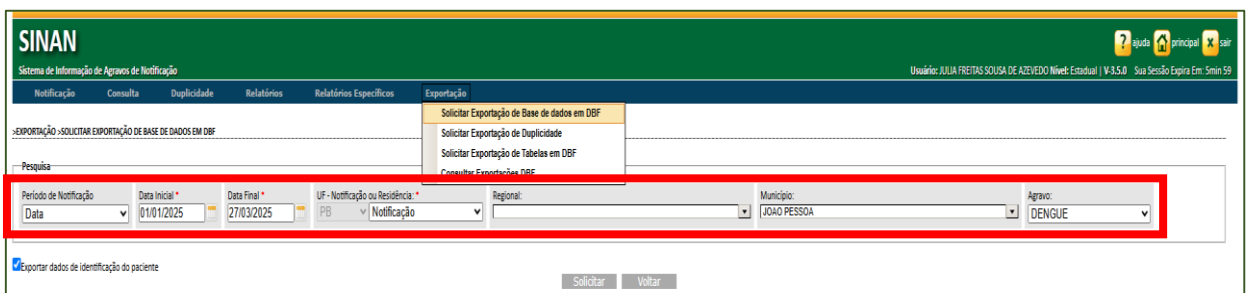 SINAN
? ajuda principal x sair
Sistema de Informação de Agravos de Notificação
Usuário: JULIA FREITAS SOUSA DE AZEVEDO Nível: Estadual | V-3.5.0 Sua Sessão Expira Em: 5min 59
Notificação Consulta Duplicidade Relatórios Relatórios Específicos Exportação
Solicitar Exportação de Base de dados em DBF
Solicitar Exportação de Duplicidade
Solicitar Exportação de Tabelas em DBF
Consultar Exportações DBF
>EXPORTAÇÃO >SOLICITAR EXPORTAÇÃO DE BASE DE DADOS EM DBF
Pesquisa
Período de Notificação Data Inicial * Data Final * UF - Notificação ou Residência: * Regional: Município: Agravo:
Data 01/01/2025 27/03/2025 PB Notificação JOAO PESSOA DENGUE
Exportar dados de identificação do paciente
Solicitar Voltar